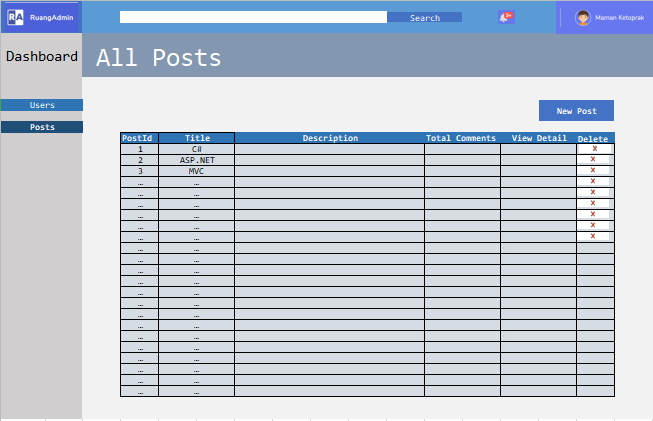 RA RuangAdmin
Search
3+
Maman Ketoprak
Dashboard
All Posts
Users
Posts
New Post
PostId Title Description Total Comments View Detail Delete
1 C# X
2 ASP.NET X
3 MVC X
… … X
… … X
… … X
… … X
… … X
… … X
… …
… …
… …
… …
… …
… …
… …
… …
… …
… …
… …
… …
… …
… …